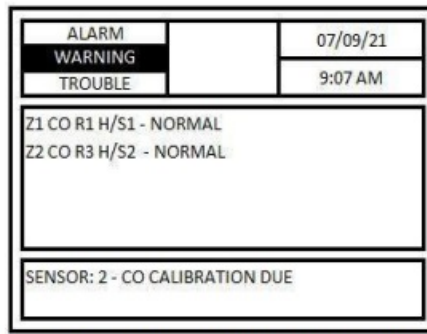 ALARM
WARNING
TROUBLE
07/09/21
9:07 AM
Z1 CO R1 H/S1 - NORMAL
Z2 CO R3 H/S2 - NORMAL
SENSOR: 2 - CO CALIBRATION DUE